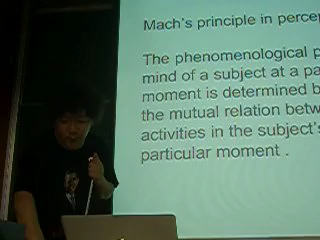 Mach's principle in percep
The phenomenological p
mind of a subject at a pa
moment is determined b
the mutual relation betw
activities in the subject's
particular moment .